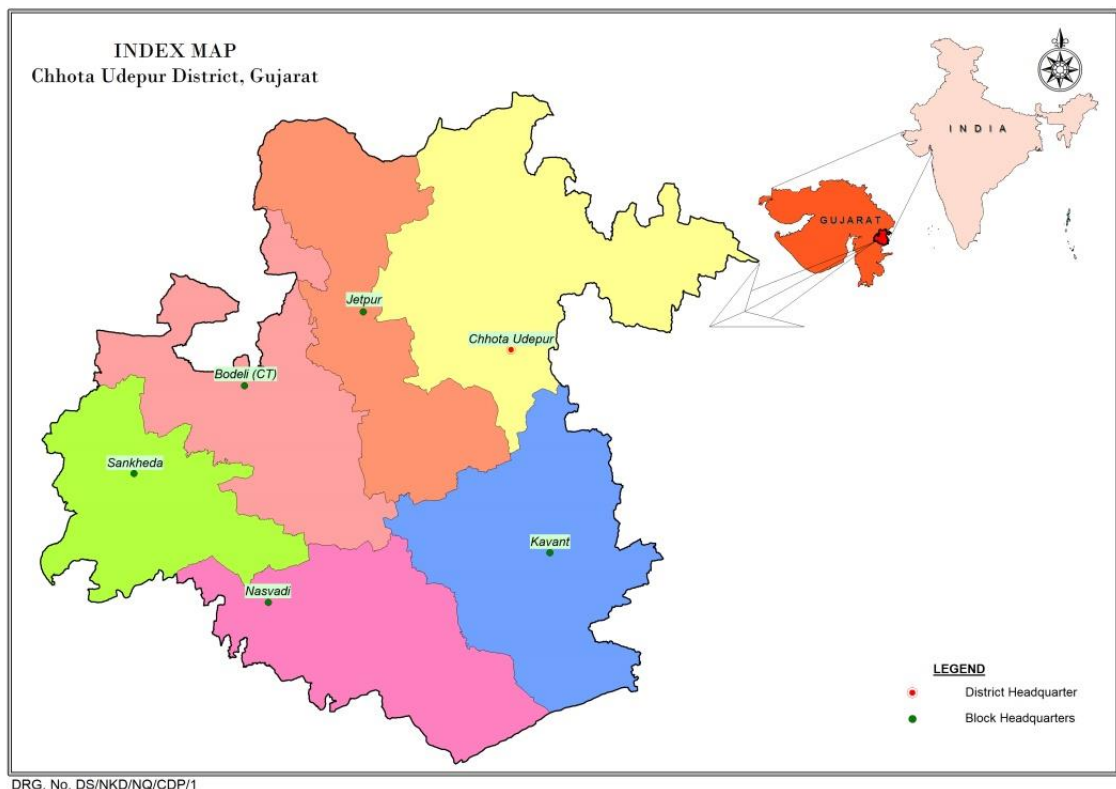 INDEX MAP
Chhota Udepur District, Gujarat
INDIA
GUJARAT
Jetpur
Chhota Udepur
Bodeli (CT)
Sankheda
Kavant
Nasvadi
LEGEND
District Headquarter
Block Headquarters
DRG. No. DS/NKD/NQ/CDP/1